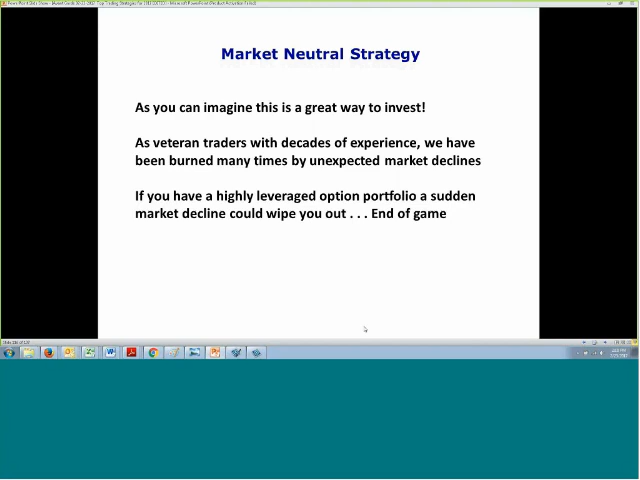 Market Neutral Strategy
As you can imagine this is a great way to invest!
As veteran traders with decades of experience, we have
been burned many times by unexpected market declines
If you have a highly leveraged option portfolio a sudden
market decline could wipe you out . . . End of game